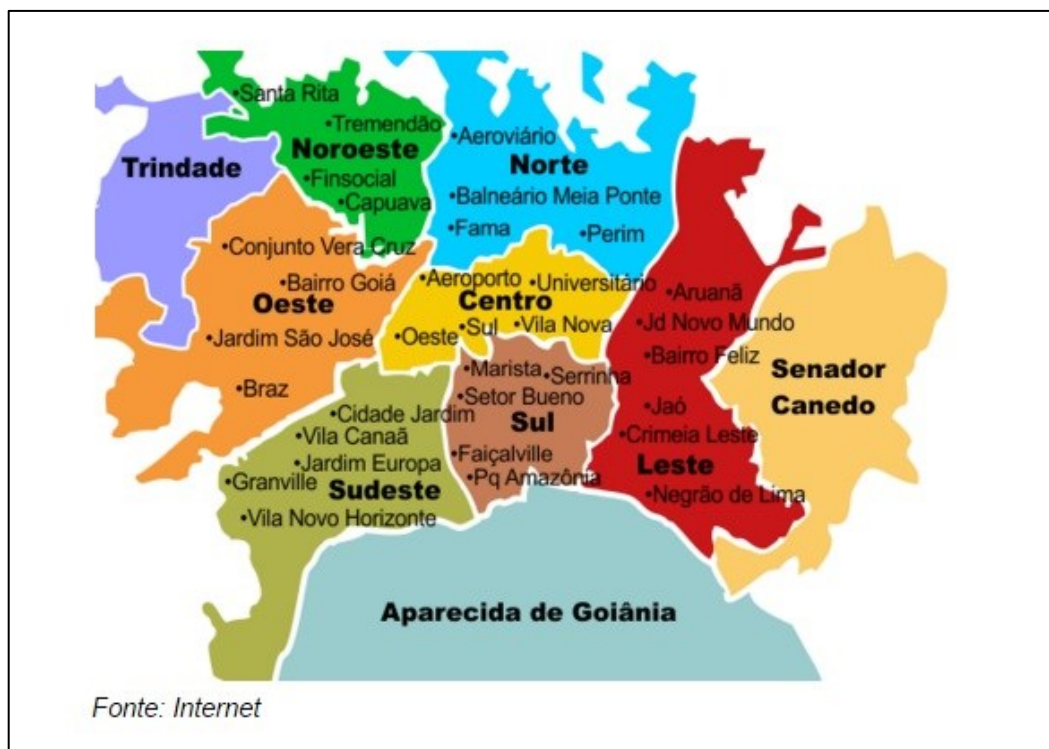 •Santa Rita
•Tremendão
Noroeste
•Finsocial
•Capuava
Trindade
•Aeroviário
Norte
•Balneário Meia Ponte
•Fama
•Perim
•Conjunto Vera Cruz
•Bairro Goiá
Oeste
•Jardim São José
•Braz
•Aeroporto
•Universitário
Centro
•Oeste
•Sul
•Vila Nova
•Aruanã
•Jd Novo Mundo
•Bairro Feliz
•Jaó
•Crimeia Leste
Leste
•Negrão de Lima
Senador
Canedo
•Marista
•Serrinha
•Setor Bueno
Sul
•Faiçalville
•Pq Amazônia
•Cidade Jardim
•Vila Canaã
•Jardim Europa
•Granville
Sudeste
•Vila Novo Horizonte
Aparecida de Goiânia
Fonte: Internet